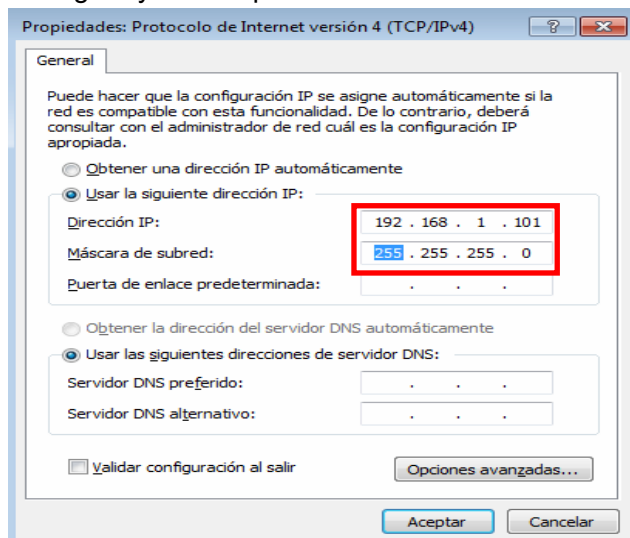 Propiedades: Protocolo de Internet versión 4 (TCP/IPv4)
General
Puede hacer que la configuración IP se asigne automáticamente si la
red es compatible con esta funcionalidad. De lo contrario, deberá
consultar con el administrador de red cuál es la configuración IP
apropiada.
Obtener una dirección IP automáticamente
Usar la siguiente dirección IP:
Dirección IP: 192 . 168 . 1 . 101
Máscara de subred: 255 . 255 . 255 . 0
Puerta de enlace predeterminada: . . .
Obtener la dirección del servidor DNS automáticamente
Usar las siguientes direcciones de servidor DNS:
Servidor DNS preferido: . . .
Servidor DNS alternativo: . . .
Validar configuración al salir
Opciones avanzadas...
Aceptar Cancelar